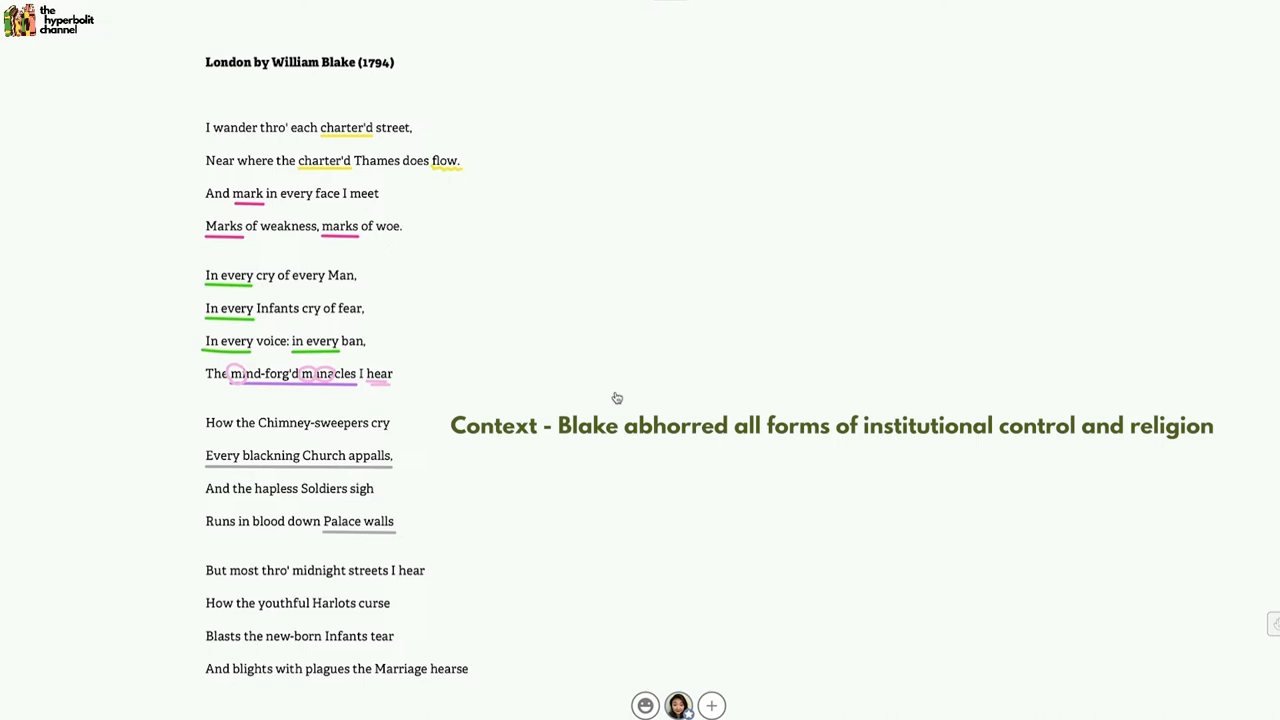 the
hyperbolit
channel
London by William Blake (1794)
I wander thro' each charter'd street,
Near where the charter'd Thames does flow.
And mark in every face I meet
Marks of weakness, marks of woe.
In every cry of every Man,
In every Infants cry of fear,
In every voice: in every ban,
The mind-forg'd manacles I hear
How the Chimney-sweepers cry
Every blackning Church appalls,
Context - Blake abhorred all forms of institutional control and religion
And the hapless Soldiers sigh
Runs in blood down Palace walls
But most thro' midnight streets I hear
How the youthful Harlots curse
Blasts the new-born Infants tear
And blights with plagues the Marriage hearse